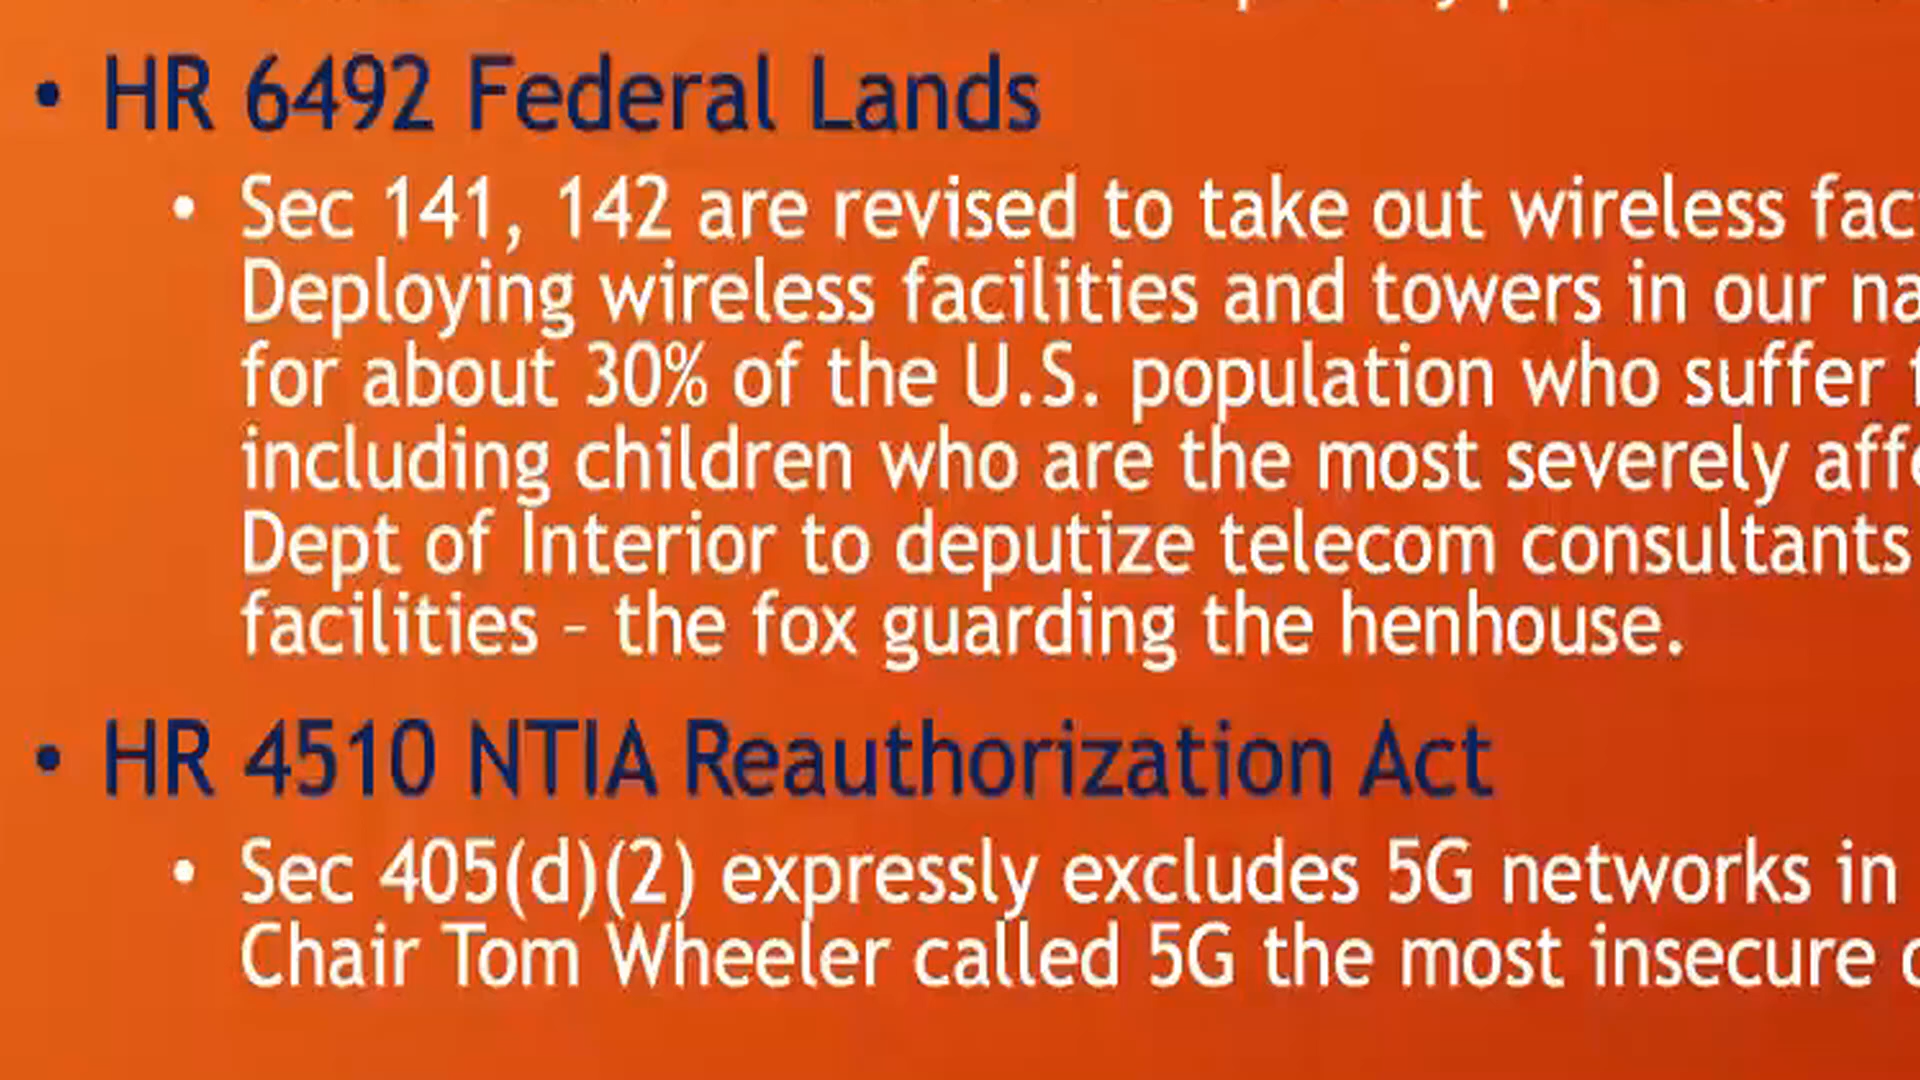 • HR 6492 Federal Lands
• Sec 141, 142 are revised to take out wireless
Deploying wireless facilities and towers in our
for about 30% of the U.S. population who suffer
including children who are the most severely
Dept of Interior to deputize telecom consultants
facilities – the fox guarding the henhouse.
• HR 4510 NTIA Reauthorization Act
• Sec 405(d)(2) expressly excludes 5G networks in
Chair Tom Wheeler called 5G the most insecure